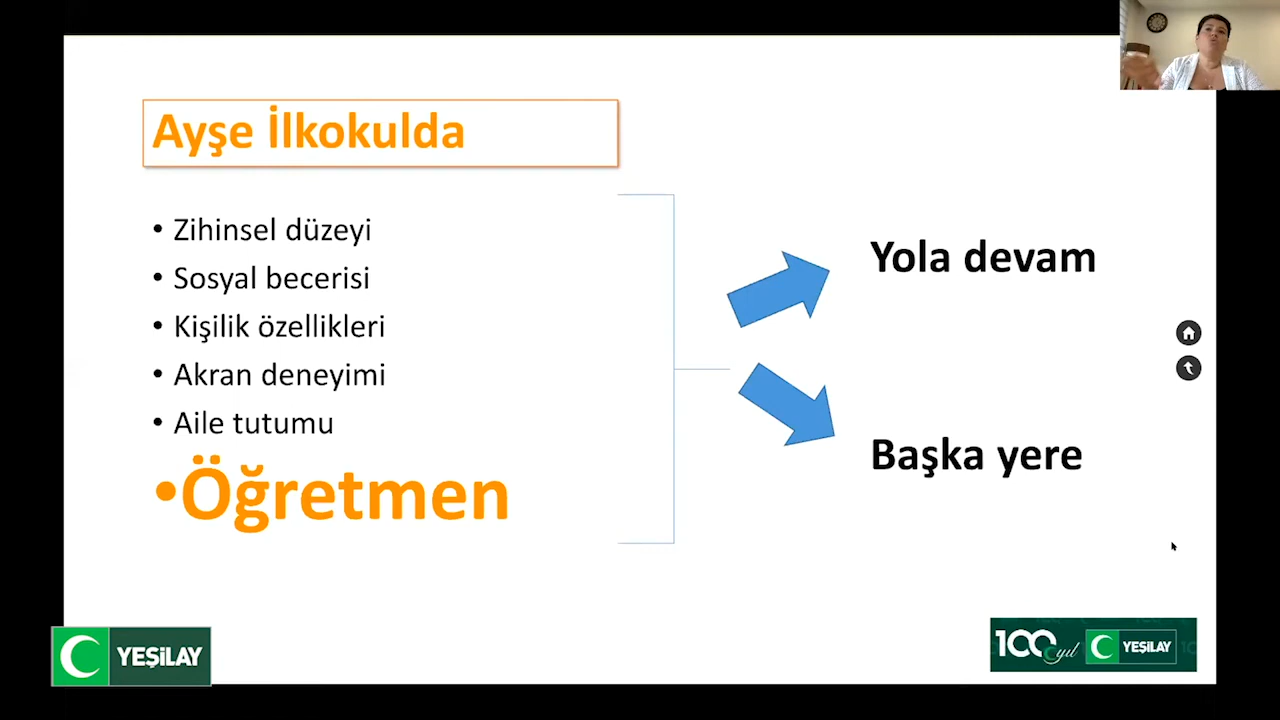 Ayşe İlkokulda
• Zihinsel düzeyi
• Sosyal becerisi
• Kişilik özellikleri
• Akran deneyimi
• Aile tutumu
•Öğretmen
Yola devam
Başka yere
YEŞİLAY
100 yıl YEŞİLAY